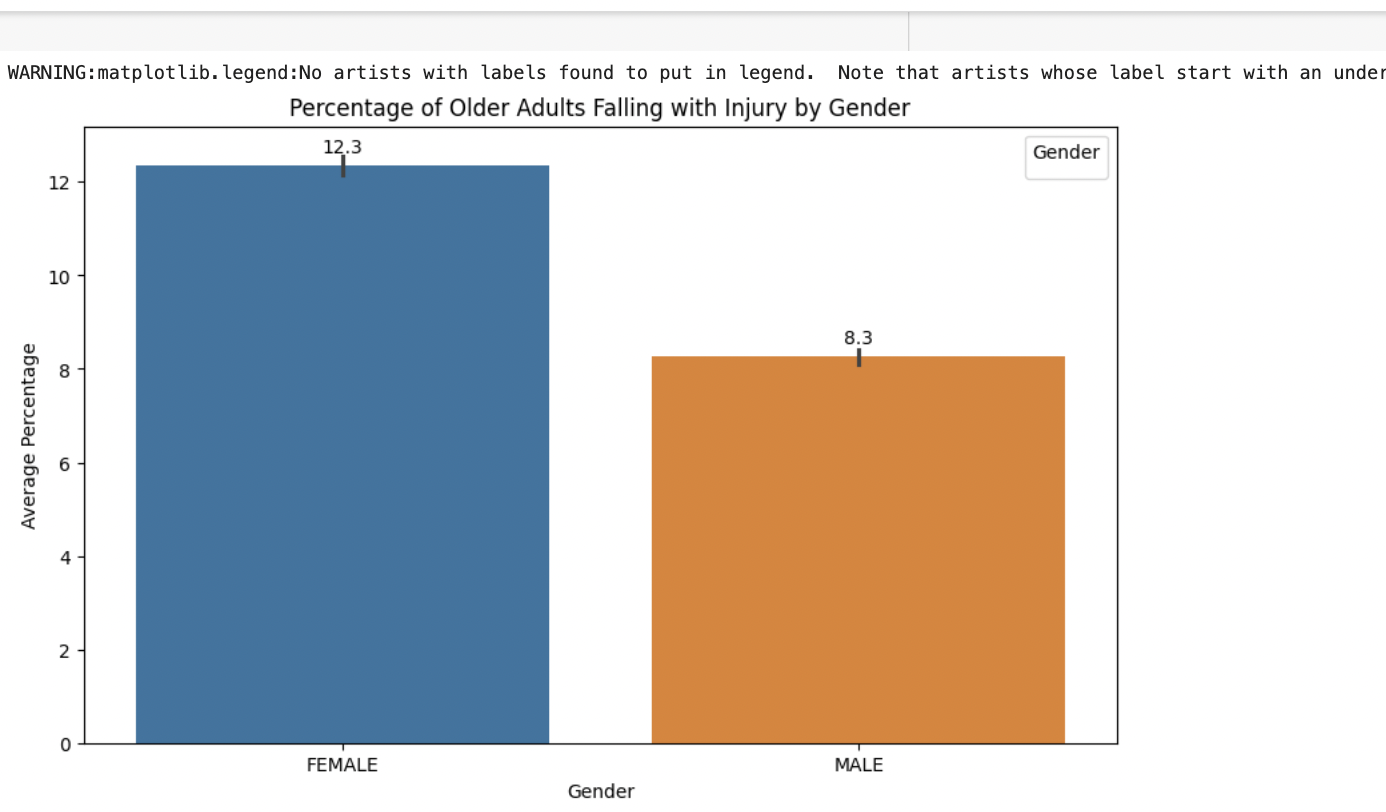 WARNING:matplotlib.legend:No artists with labels found to put in legend.  Note that artists whose label start with an under
Percentage of Older Adults Falling with Injury by Gender
12.3
Gender
12
10
8.3
8
6
4
2
0
Average Percentage
FEMALE
MALE
Gender